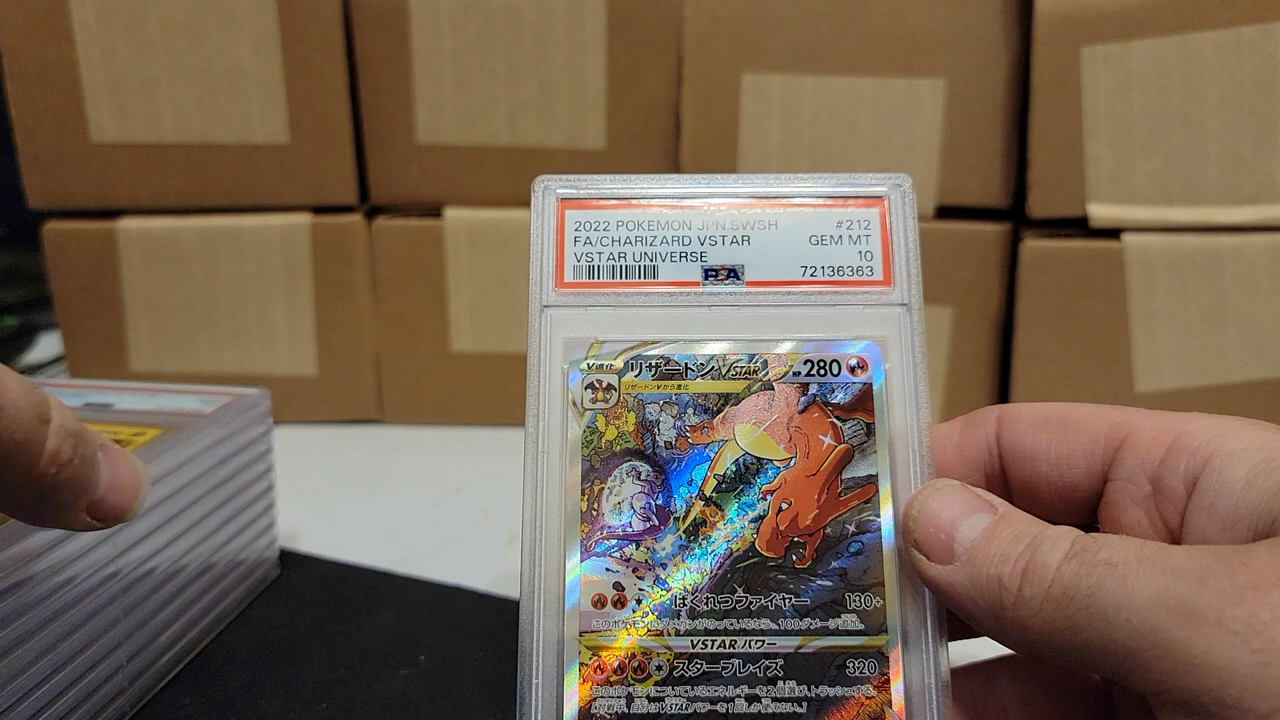 2022 POKEMON JPN.SWSH #212
FA/CHARIZARD VSTAR GEM MT
VSTAR UNIVERSE 10
PSA 72136363
V進化 リザードンVSTAR HP 280
リザードンVから進化
ばくれつファイヤー 130+
このポケモンにダメカンがのっているなら、100ダメージ追加。
VSTARパワー
スターブレイズ 320
このポケモンについているエネルギーを2個選び、トラッシュする。
[対戦中、自分はVSTARパワーを1回しか使えない。]